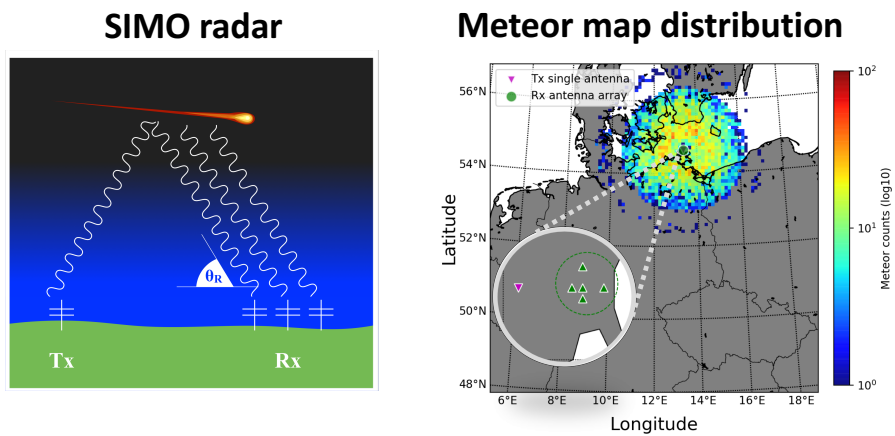 SIMO radar
θR
Tx
Rx
Meteor map distribution
Tx single antenna
Rx antenna array
56°N
54°N
52°N
50°N
48°N
Latitude
6°E
8°E
10°E
12°E
14°E
16°E
18°E
Longitude
10²
10¹
10⁰
Meteor counts (log10)